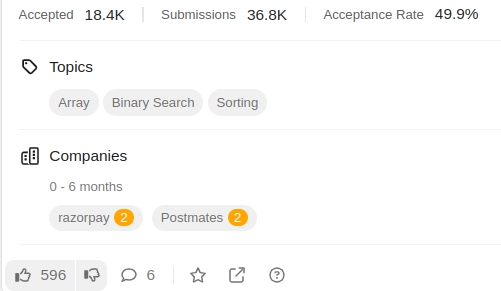 Accepted 18.4K Submissions 36.8K Acceptance Rate 49.9%
Topics
Array Binary Search Sorting
Companies
0 - 6 months
razorpay 2 Postmates 2
596 6